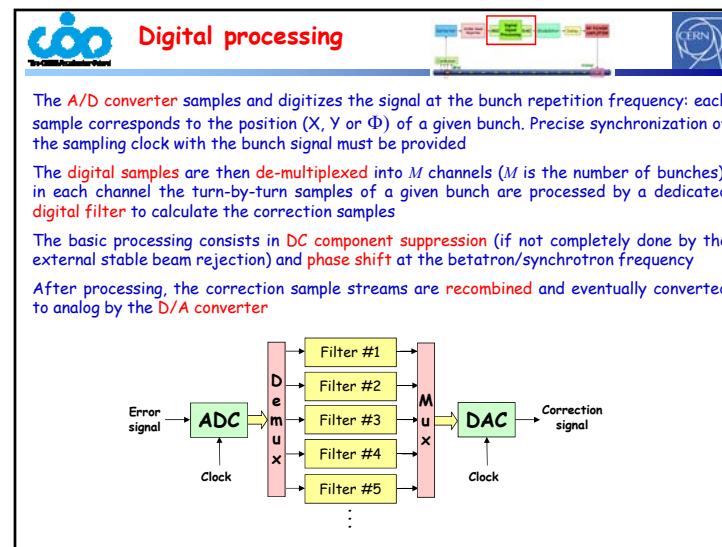 Digital processing
CERN
The CERN Accelerator School
The A/D converter samples and digitizes the signal at the bunch repetition frequency: each
sample corresponds to the position (X, Y or Φ) of a given bunch. Precise synchronization of
the sampling clock with the bunch signal must be provided
The digital samples are then de-multiplexed into M channels (M is the number of bunches)
in each channel the turn-by-turn samples of a given bunch are processed by a dedicated
digital filter to calculate the correction samples
The basic processing consists in DC component suppression (if not completely done by the
external stable beam rejection) and phase shift at the betatron/synchrotron frequency
After processing, the correction sample streams are recombined and eventually converted
to analog by the D/A converter
Error
signal
ADC
Clock
Demux
Filter #1
Filter #2
Filter #3
Filter #4
Filter #5
Mux
DAC
Clock
Correction
signal